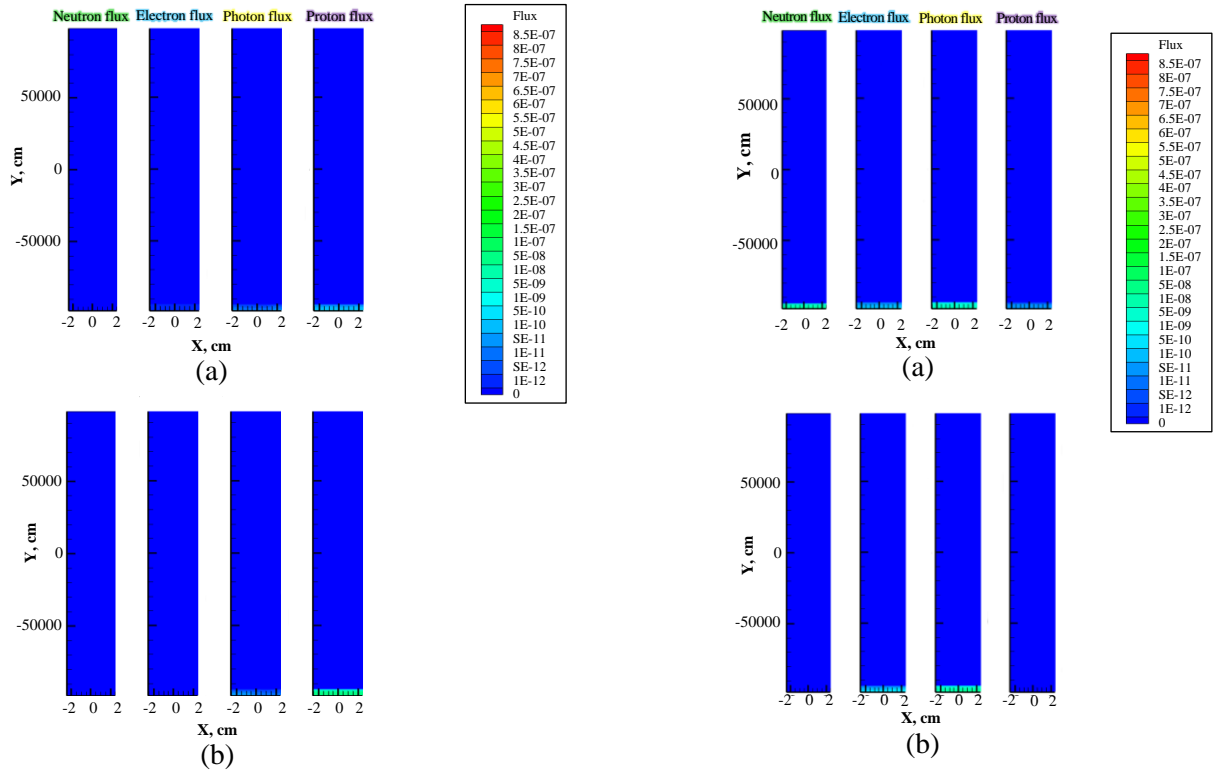 Neutron flux Electron flux Photon flux Proton flux
Flux
8.5E-07
8E-07
7.5E-07
7E-07
6.5E-07
6E-07
5.5E-07
5E-07
4.5E-07
4E-07
3.5E-07
3E-07
2.5E-07
2E-07
1.5E-07
1E-07
5E-08
1E-08
5E-09
1E-09
5E-10
1E-10
SE-11
1E-11
SE-12
1E-12
0
Y, cm
50000
0
-50000
-2 0 2 -2 0 2 -2 0 2 -2 0 2
X, cm
(a)
Y, cm
50000
0
-50000
-2 0 2 -2 0 2 -2 0 2 -2 0 2
X, cm
(b)
Neutron flux Electron flux Photon flux Proton flux
Flux
8.5E-07
8E-07
7.5E-07
7E-07
6.5E-07
6E-07
5.5E-07
5E-07
4.5E-07
4E-07
3.5E-07
3E-07
2.5E-07
2E-07
1.5E-07
1E-07
5E-08
1E-08
5E-09
1E-09
5E-10
1E-10
SE-11
1E-11
SE-12
1E-12
0
Y, cm
50000
0
-50000
-2 0 2 -2 0 2 -2 0 2 -2 0 2
X, cm
(a)
Y, cm
50000
0
-50000
-2 0 2 -2 0 2 -2 0 2 -2 0 2
X, cm
(b)